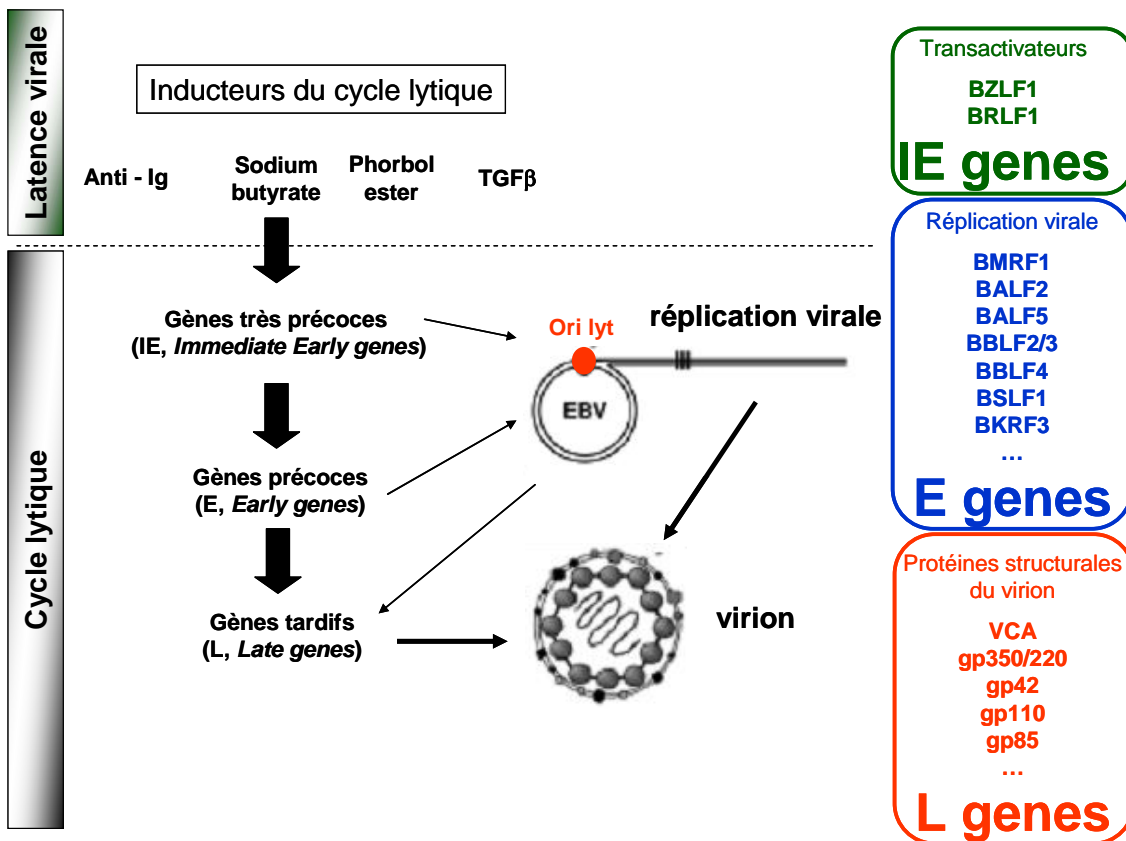 Latence virale
Cycle lytique
Inducteurs du cycle lytique
Anti - Ig
Sodium
butyrate
Phorbol
ester
TGFβ
Gènes très précoces
(IE, Immediate Early genes)
Gènes précoces
(E, Early genes)
Gènes tardifs
(L, Late genes)
Ori lyt
réplication virale
EBV
virion
Transactivateurs
BZLF1
BRLF1
IE genes
Réplication virale
BMRF1
BALF2
BALF5
BBLF2/3
BBLF4
BSLF1
BKRF3
...
E genes
Protéines structurales
du virion
VCA
gp350/220
gp42
gp110
gp85
...
L genes